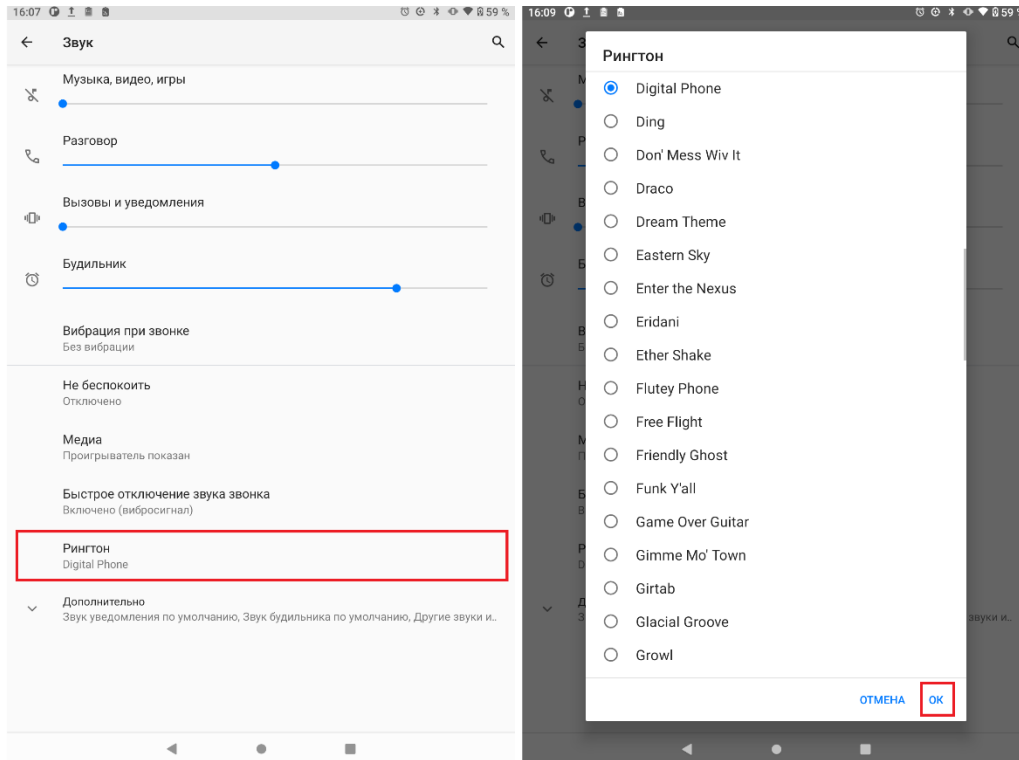 16:07
59 %
Звук
Музыка, видео, игры
Разговор
Вызовы и уведомления
Будильник
Вибрация при звонке
Без вибрации
Не беспокоить
Отключено
Медиа
Проигрыватель показан
Быстрое отключение звука звонка
Включено (вибросигнал)
Рингтон
Digital Phone
Дополнительно
Звук уведомления по умолчанию, Звук будильника по умолчанию, Другие звуки и..
16:09
59 %
Рингтон
Digital Phone
Ding
Don' Mess Wiv It
Draco
Dream Theme
Eastern Sky
Enter the Nexus
Eridani
Ether Shake
Flutey Phone
Free Flight
Friendly Ghost
Funk Y'all
Game Over Guitar
Gimme Mo' Town
Girtab
Glacial Groove
Growl
звуки и..
ОТМЕНА
ОК